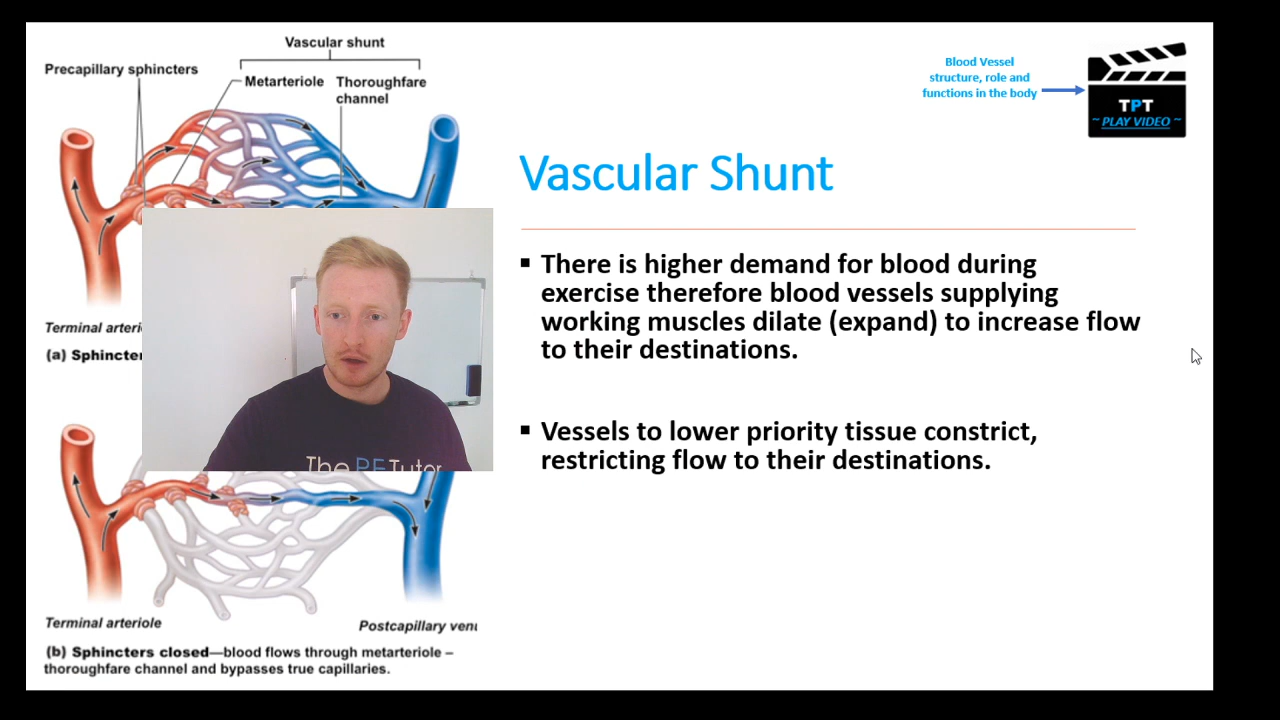 Vascular shunt
Precapillary sphincters
Metarteriole
Thoroughfare
channel
Blood Vessel
structure, role and
functions in the body
TPT
~ PLAY VIDEO ~
Vascular Shunt
▪ There is higher demand for blood during
exercise therefore blood vessels supplying
working muscles dilate (expand) to increase flow
to their destinations.
▪ Vessels to lower priority tissue constrict,
restricting flow to their destinations.
Terminal
(a)
The PE Tutor
Terminal arteriole
Postcapillary
(b) Sphincters closed—blood flows through metarteriole –
thoroughfare channel and bypasses true capillaries.